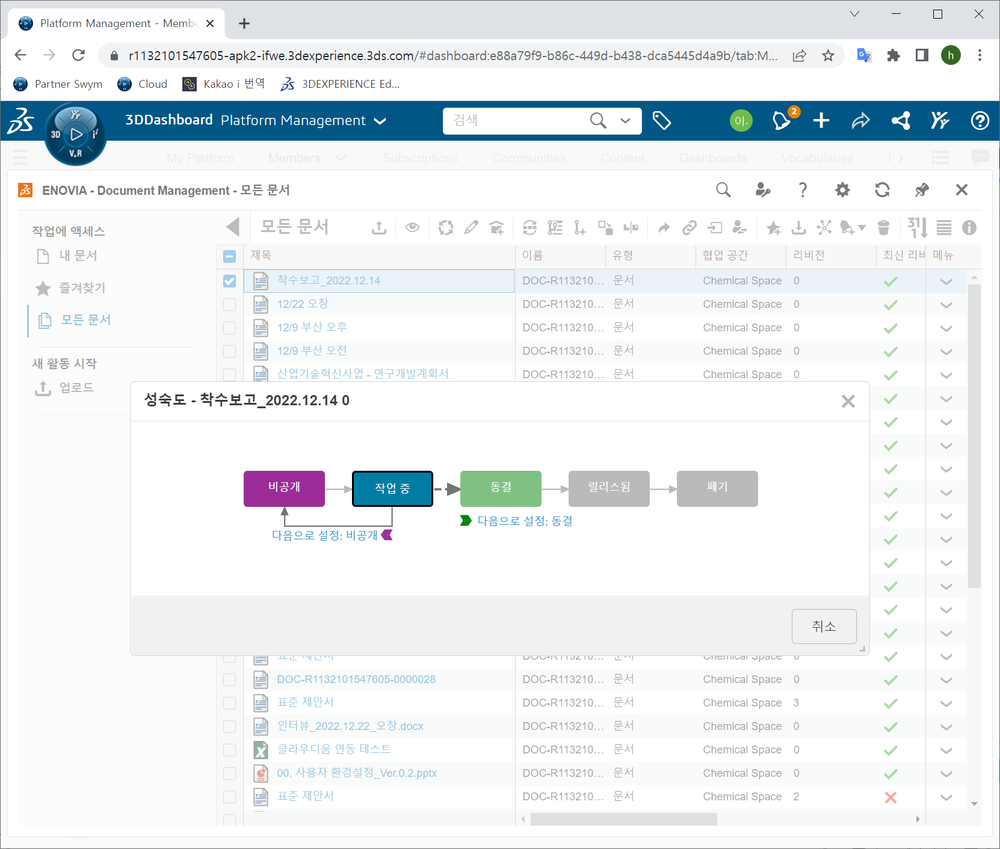 Platform Management - Membe
r1132101547605-apk2-ifwe.3dexperience.3ds.com/#dashboard:e88a79f9-b86c-449d-b438-dca5445d4a9b/tab:M...
h
Partner Swym Cloud Kakao i 번역 3DEXPERIENCE Ed...
3DDashboard Platform Management 검색 이. 2
3D V.R
My Platform Members Subscriptions Communities Content Dashboards Vocabularies
ENOVIA - Document Management - 모든 문서
작업에 액세스
내 문서
즐겨찾기
모든 문서
새 활동 시작
업로드
모든 문서
제목 이름 유형 협업 공간 리비전 최신 리비 메뉴
착수보고_2022.12.14 DOC-R113210... 문서 Chemical Space 0
12/22 오창 DOC-R113210... 문서 Chemical Space 0
12/9 부산 오후 DOC-R113210... 문서 Chemical Space 0
12/9 부산 오전 DOC-R113210... 문서 Chemical Space 0
산업기술혁신사업 - 연구개발계획서 DOC-R113210... 문서 Chemical Space 0
성숙도 - 착수보고_2022.12.14 0
비공개 작업 중 동결 릴리스됨 폐기
다음으로 설정: 동결
다음으로 설정: 비공개
취소
표준 제안서 DOC-R113210... 문서 Chemical Space 0
DOC-R1132101547605-0000028 DOC-R113210... 문서 Chemical Space 0
표준 제안서 DOC-R113210... 문서 Chemical Space 3
인터뷰_2022.12.22_오창.docx DOC-R113210... 문서 Chemical Space 0
클라우디움 연동 테스트 DOC-R113210... 문서 Chemical Space 0
00. 사용자 환경설정_Ver.0.2.pptx DOC-R113210... 문서 Chemical Space 0
표준 제안서 DOC-R113210... 문서 Chemical Space 2